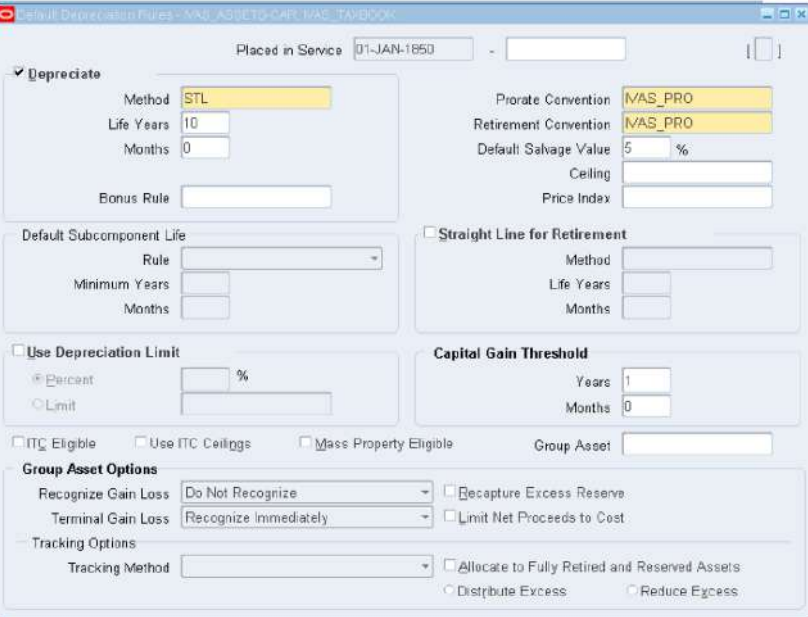 Default Depreciation Rules - IVAS_ASSETS-CAR, IVAS_TAXBOOK
Placed in Service 01-JAN-1850 - [ ]
Depreciate
Method STL Prorate Convention IVAS_PRO
Life Years 10 Retirement Convention IVAS_PRO
Months 0 Default Salvage Value 5 %
Ceiling
Bonus Rule Price Index
Default Subcomponent Life Straight Line for Retirement
Rule Method
Minimum Years Life Years
Months Months
Use Depreciation Limit Capital Gain Threshold
Percent % Years 1
Limit Months 0
ITC Eligible Use ITC Ceilings Mass Property Eligible Group Asset
Group Asset Options
Recognize Gain Loss Do Not Recognize Recapture Excess Reserve
Terminal Gain Loss Recognize Immediately Limit Net Proceeds to Cost
Tracking Options
Tracking Method Allocate to Fully Retired and Reserved Assets
Distribute Excess Reduce Excess